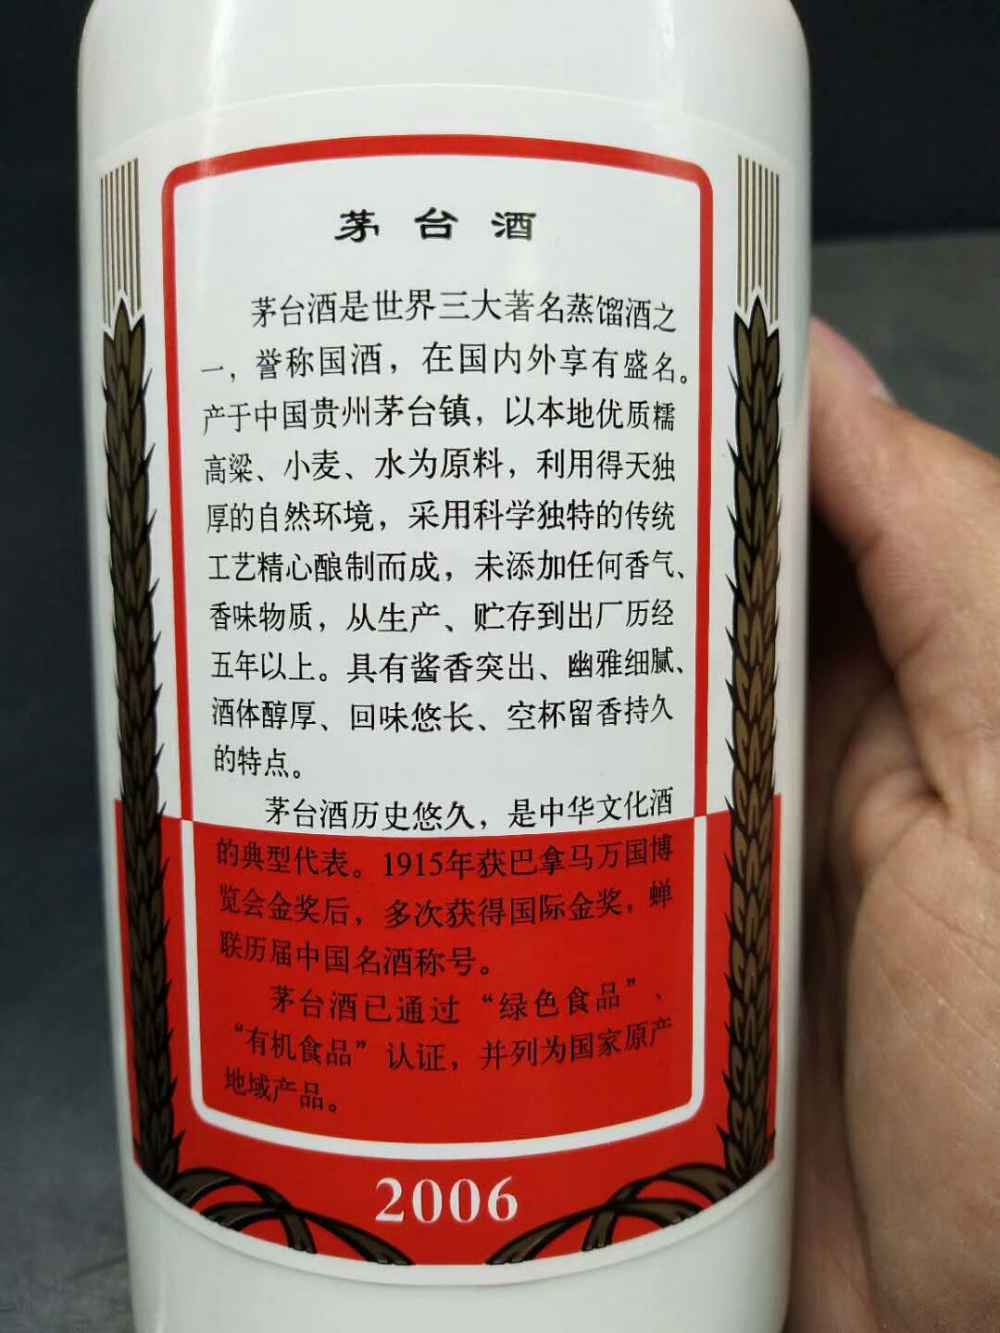 茅台酒
茅台酒是世界三大著名蒸馏酒之
一，誉称国酒，在国内外享有盛名。
产于中国贵州茅台镇，以本地优质糯
高粱、小麦、水为原料，利用得天独
厚的自然环境，采用科学独特的传统
工艺精心酿制而成，未添加任何香气、
香味物质，从生产、贮存到出厂历经
五年以上。具有酱香突出、幽雅细腻、
酒体醇厚、回味悠长、空杯留香持久
的特点。
茅台酒历史悠久，是中华文化酒
的典型代表。1915年获巴拿马万国博
览会金奖后，多次获得国际金奖，蝉
联历届中国名酒称号。
茅台酒已通过“绿色食品”、
“有机食品”认证，并列为国家原产
地域产品。
2006